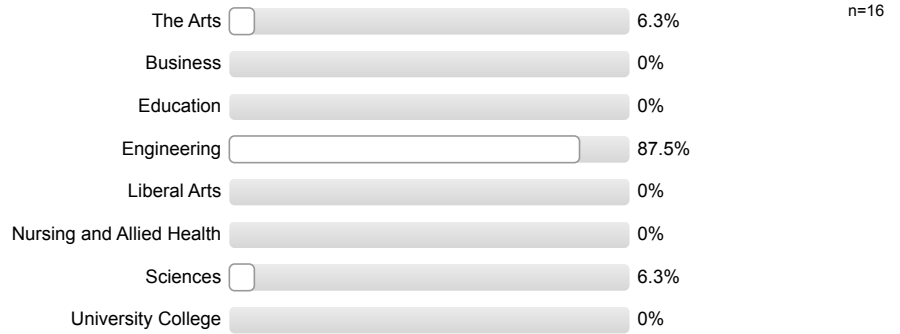 The Arts 6.3% n=16
Business 0%
Education 0%
Engineering 87.5%
Liberal Arts 0%
Nursing and Allied Health 0%
Sciences 6.3%
University College 0%